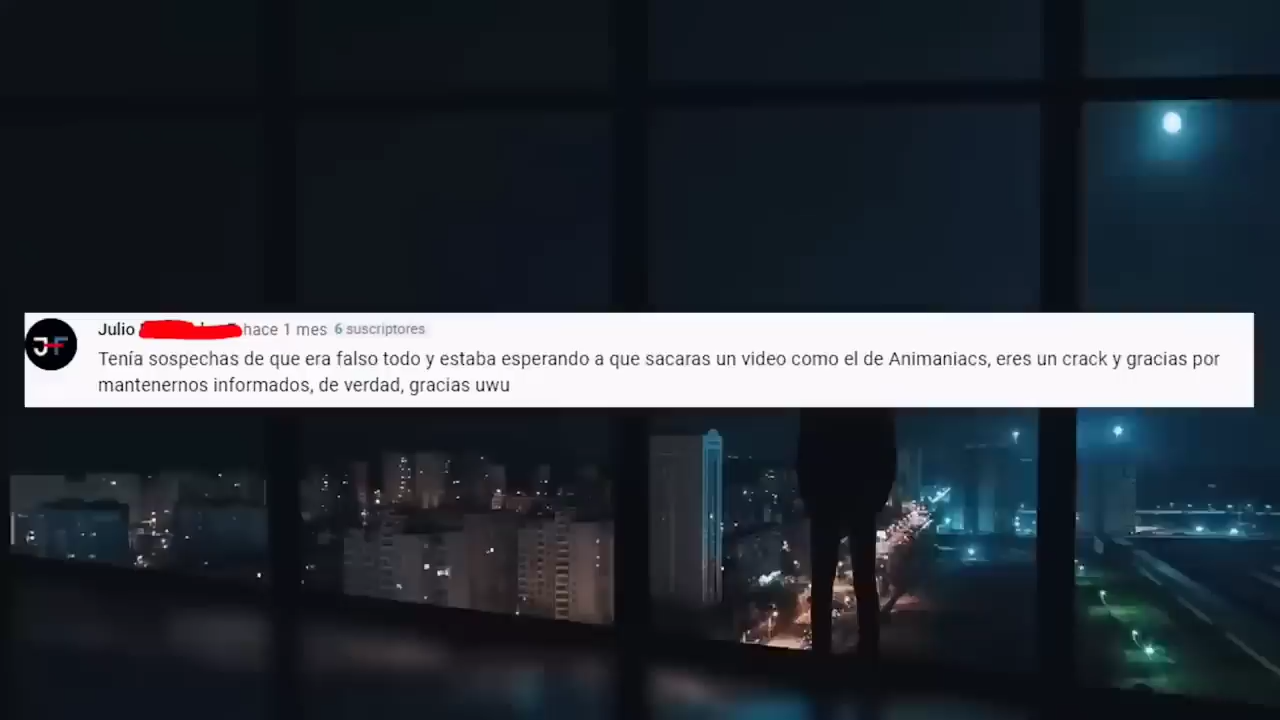 JF
Julio hace 1 mes 6 suscriptores
Tenía sospechas de que era falso todo y estaba esperando a que sacaras un video como el de Animaniacs, eres un crack y gracias por
mantenernos informados, de verdad, gracias uwu